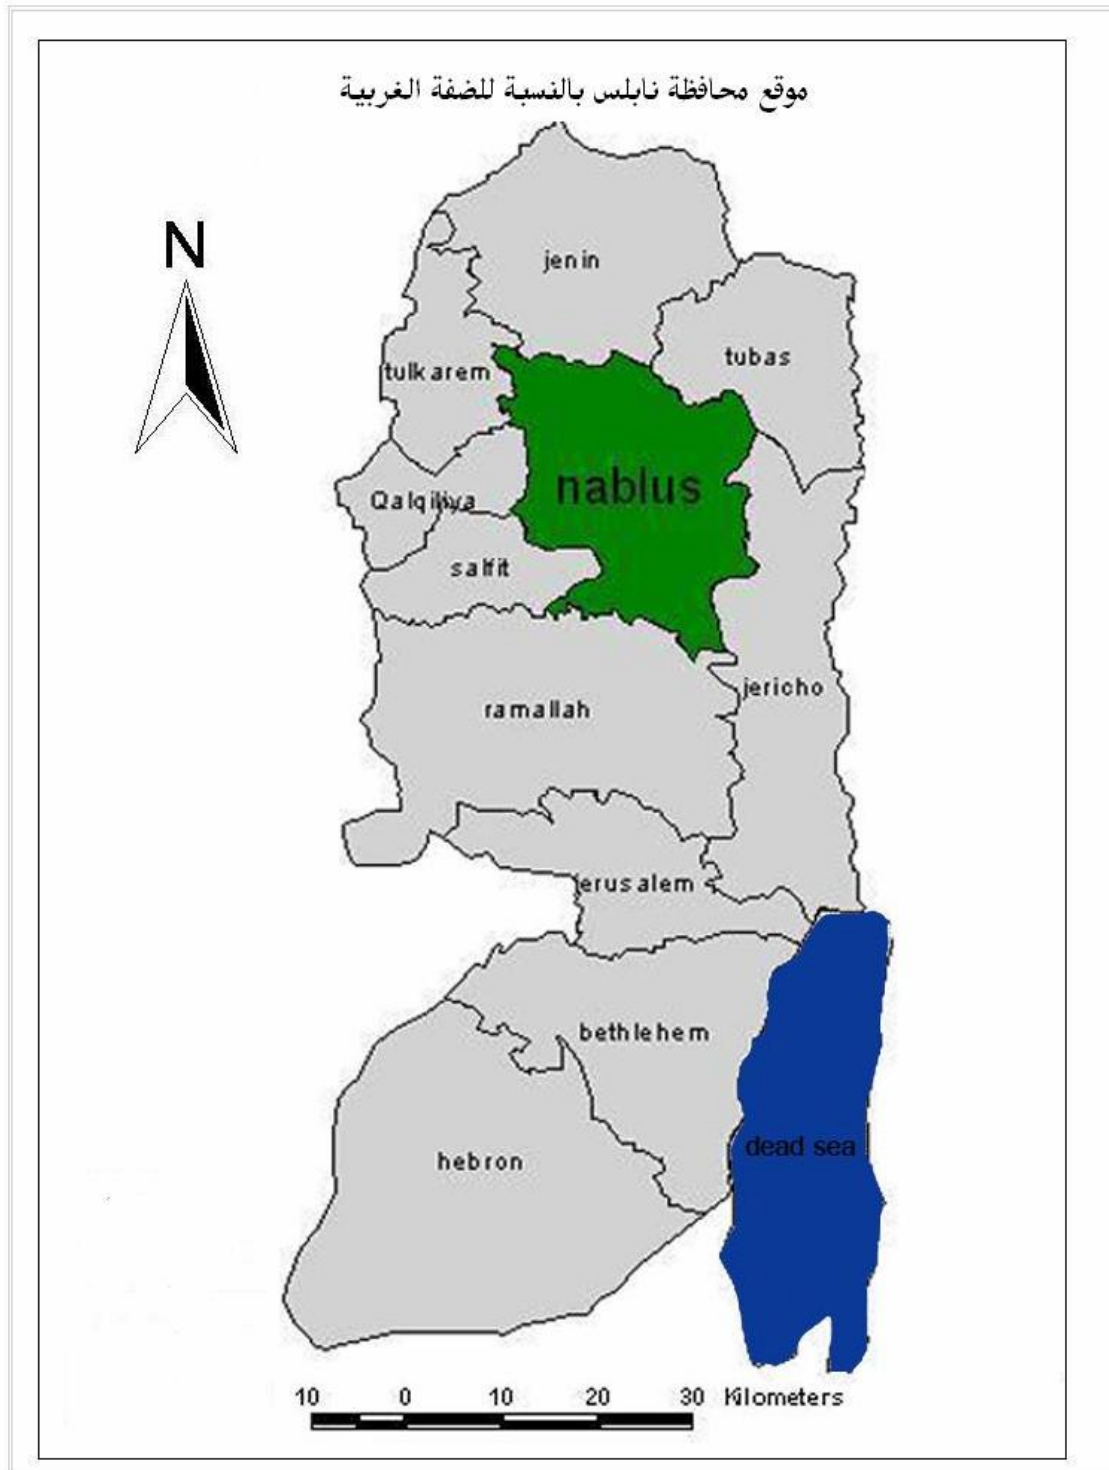 موقع محافظة نابلس بالنسبة للضفة الغربية
N
jenin
tubas
tulkarem
nablus
Qalqiliya
salfit
jericho
ramallah
jerusalem
bethlehem
dead sea
hebron
10 0 10 20 30 Kilometers